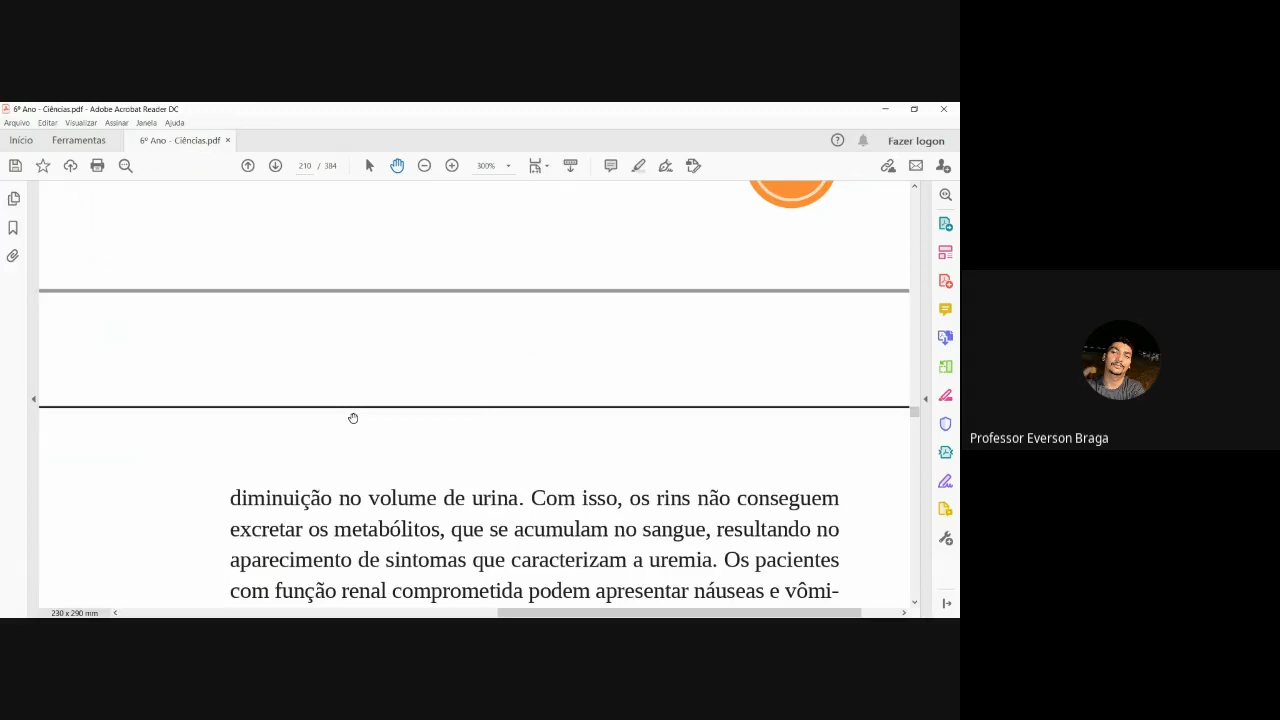 6º Ano - Ciências.pdf - Adobe Acrobat Reader DC
Arquivo Editar Visualizar Assinar Janela Ajuda
Início Ferramentas 6º Ano - Ciências.pdf × Fazer logon
210 / 384 300%
diminuição no volume de urina. Com isso, os rins não conseguem
excretar os metabólitos, que se acumulam no sangue, resultando no
aparecimento de sintomas que caracterizam a uremia. Os pacientes
com função renal comprometida podem apresentar náuseas e vômi-
230 x 290 mm
Professor Everson Braga